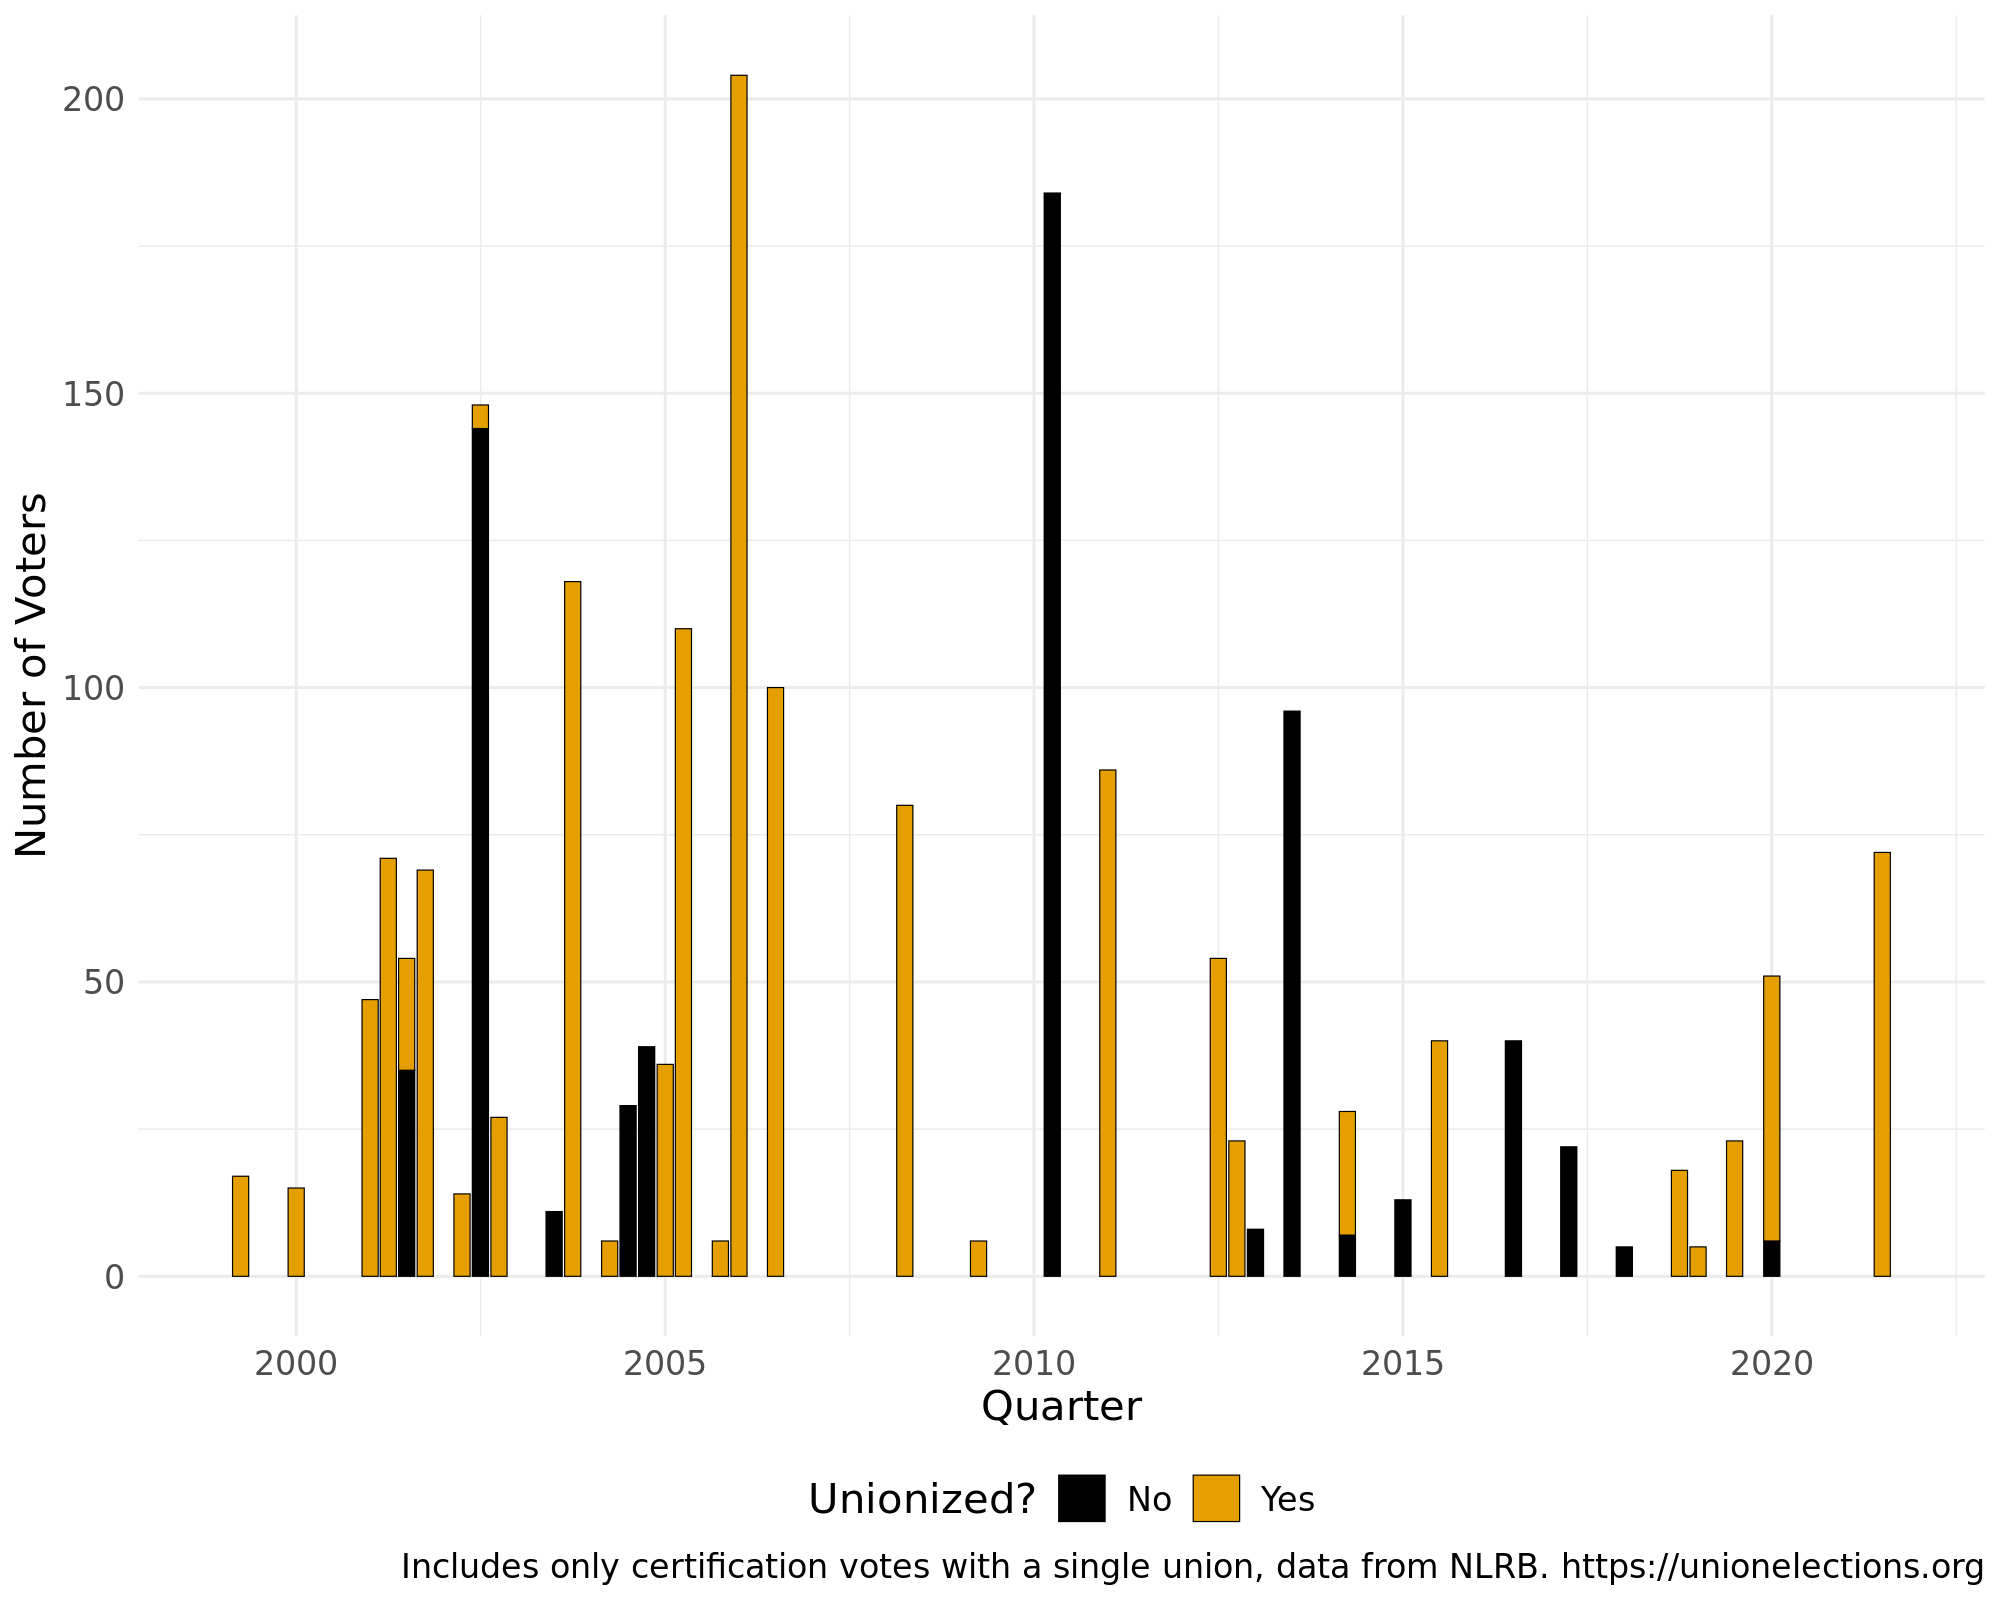 Number of Voters
200
150
100
50
0
2000 2005 2010 2015 2020
Quarter
Unionized? No Yes
Includes only certification votes with a single union, data from NLRB. https://unionelections.org